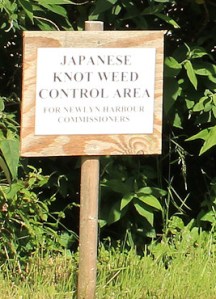 JAPANESE
KNOT WEED
CONTROL AREA
FOR NEWLYN HARBOUR
COMMISSIONERS